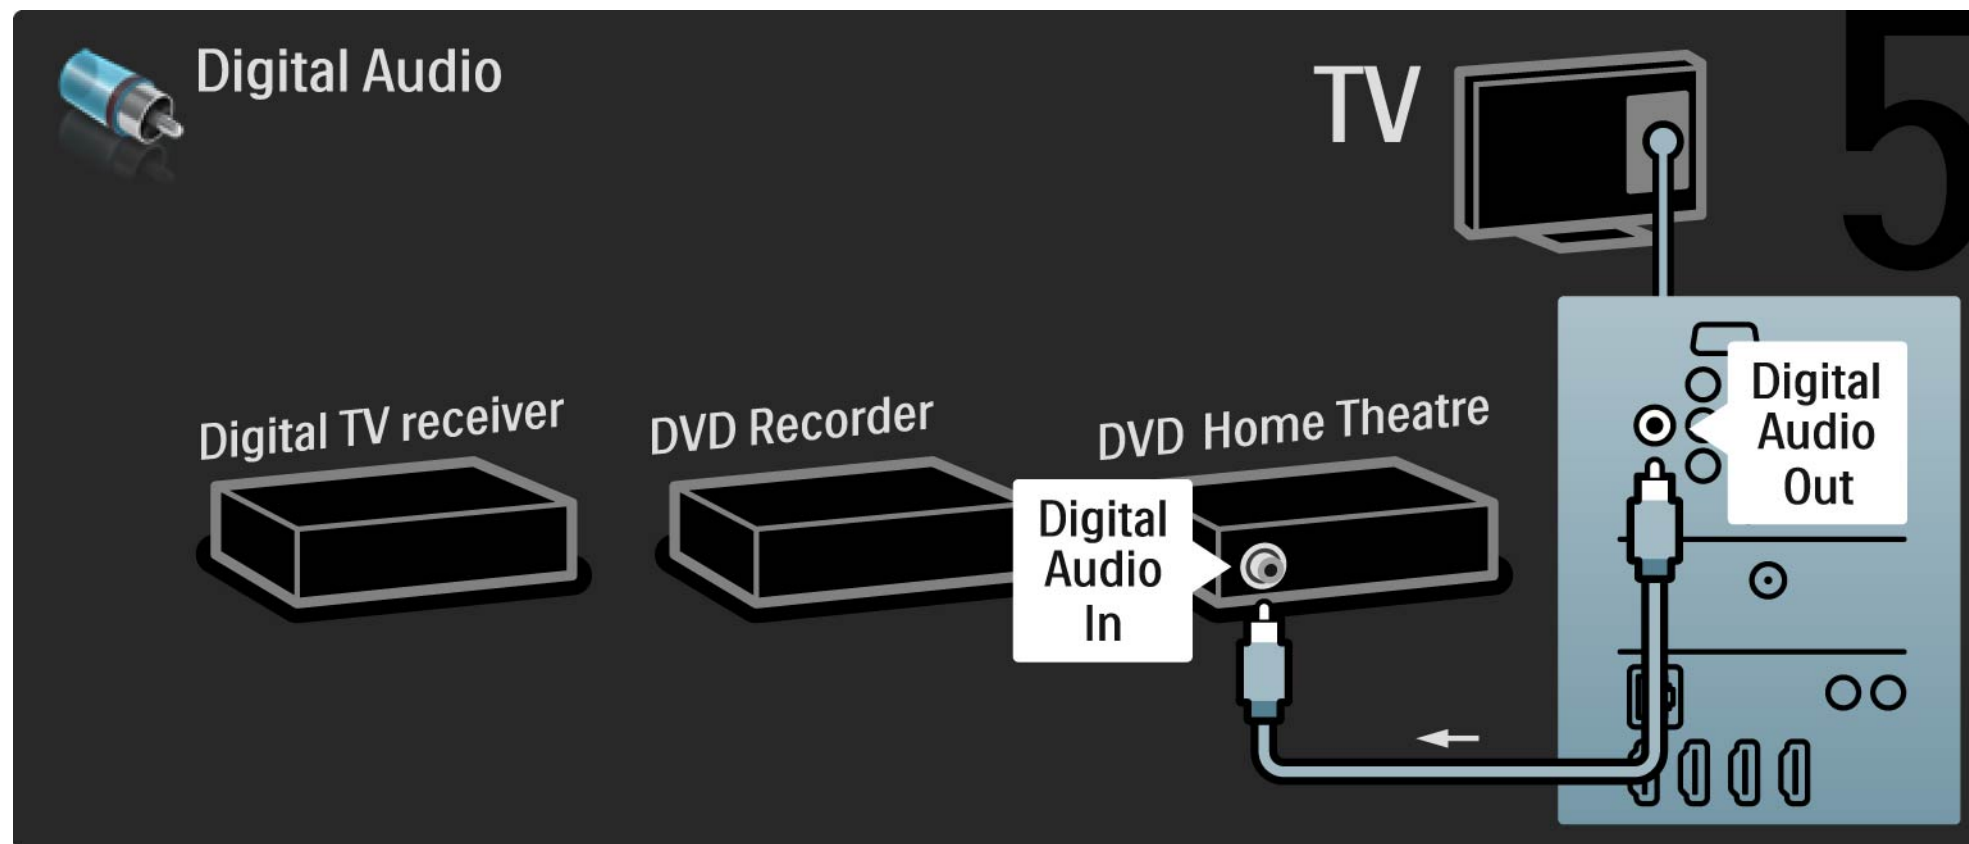 Digital Audio
TV
5
Digital TV receiver
DVD Recorder
DVD Home Theatre
Digital
Audio
In
Digital
Audio
Out